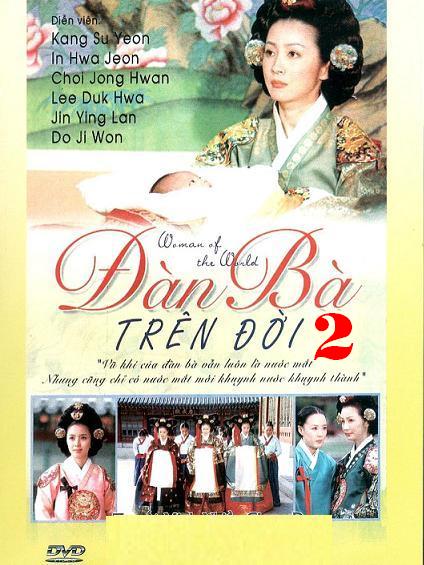 Diễn viên:
Kang Su Yeon
In Hwa Jeon
Choi Jong Hwan
Lee Duk Hwa
Jin Ying Lan
Do Ji Won
Woman of
the World
Đàn Bà
TRÊN ĐỜI 2
"Vũ khí của đàn bà vẫn luôn là nước mắt
Nhưng cũng chỉ có nước mắt mới khuynh nước khuynh thành"
DVD